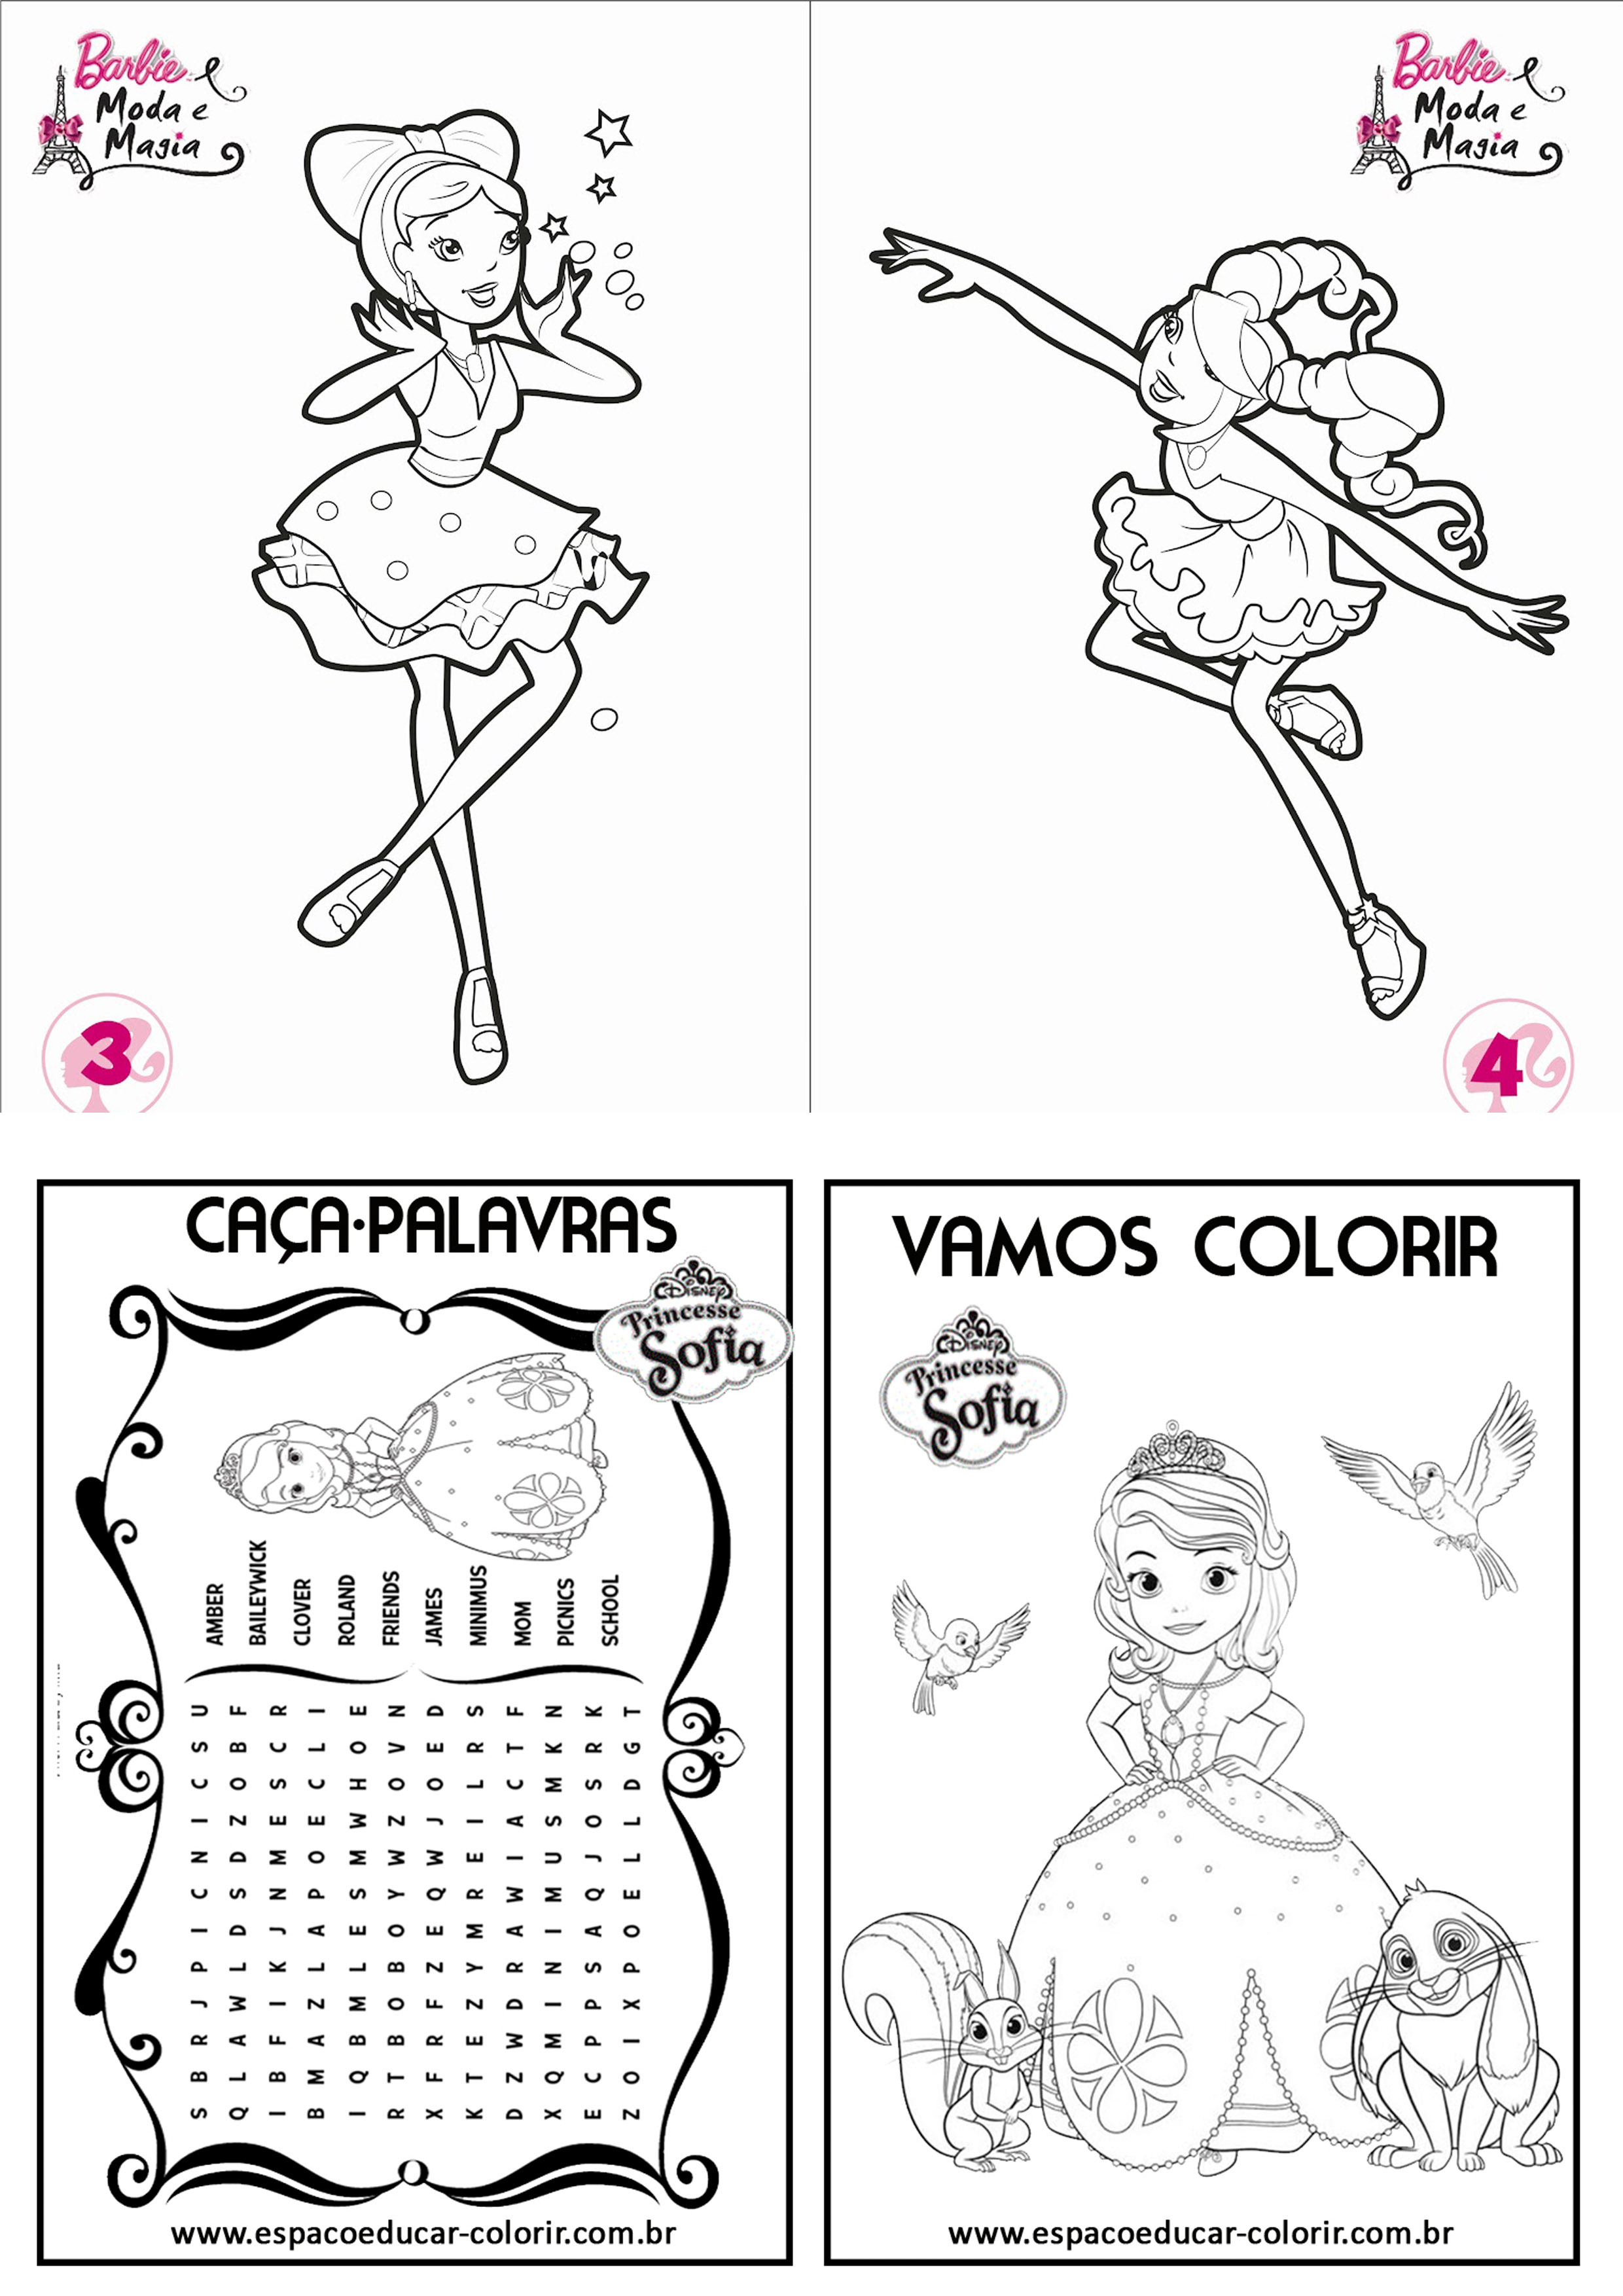 Barbie
Moda e
Magia
3
Barbie
Moda e
Magia
4
CAÇA·PALAVRAS
Disney
Princesse
Sofia
S B R J P I C N I C S U
Q L A W L D S D Z O B F
I B F I K J N M E S C R
B M A Z L A P O E C L I
I Q B M L E S M W H O E
R T B O B O Y W Z O V N
X F R F Z E Q W J O E D
K T E Z Y M R E I L R S
D Z W D R A W I A C T F
X Q M I N I M U S M K N
E C P P S A Q J O S R K
Z O I X P O E L L D G T
AMBER
BAILEYWICK
CLOVER
ROLAND
FRIENDS
JAMES
MINIMUS
MOM
PICNICS
SCHOOL
www.espacoeducar-colorir.com.br
VAMOS COLORIR
Disney
Princesse
Sofia
www.espacoeducar-colorir.com.br